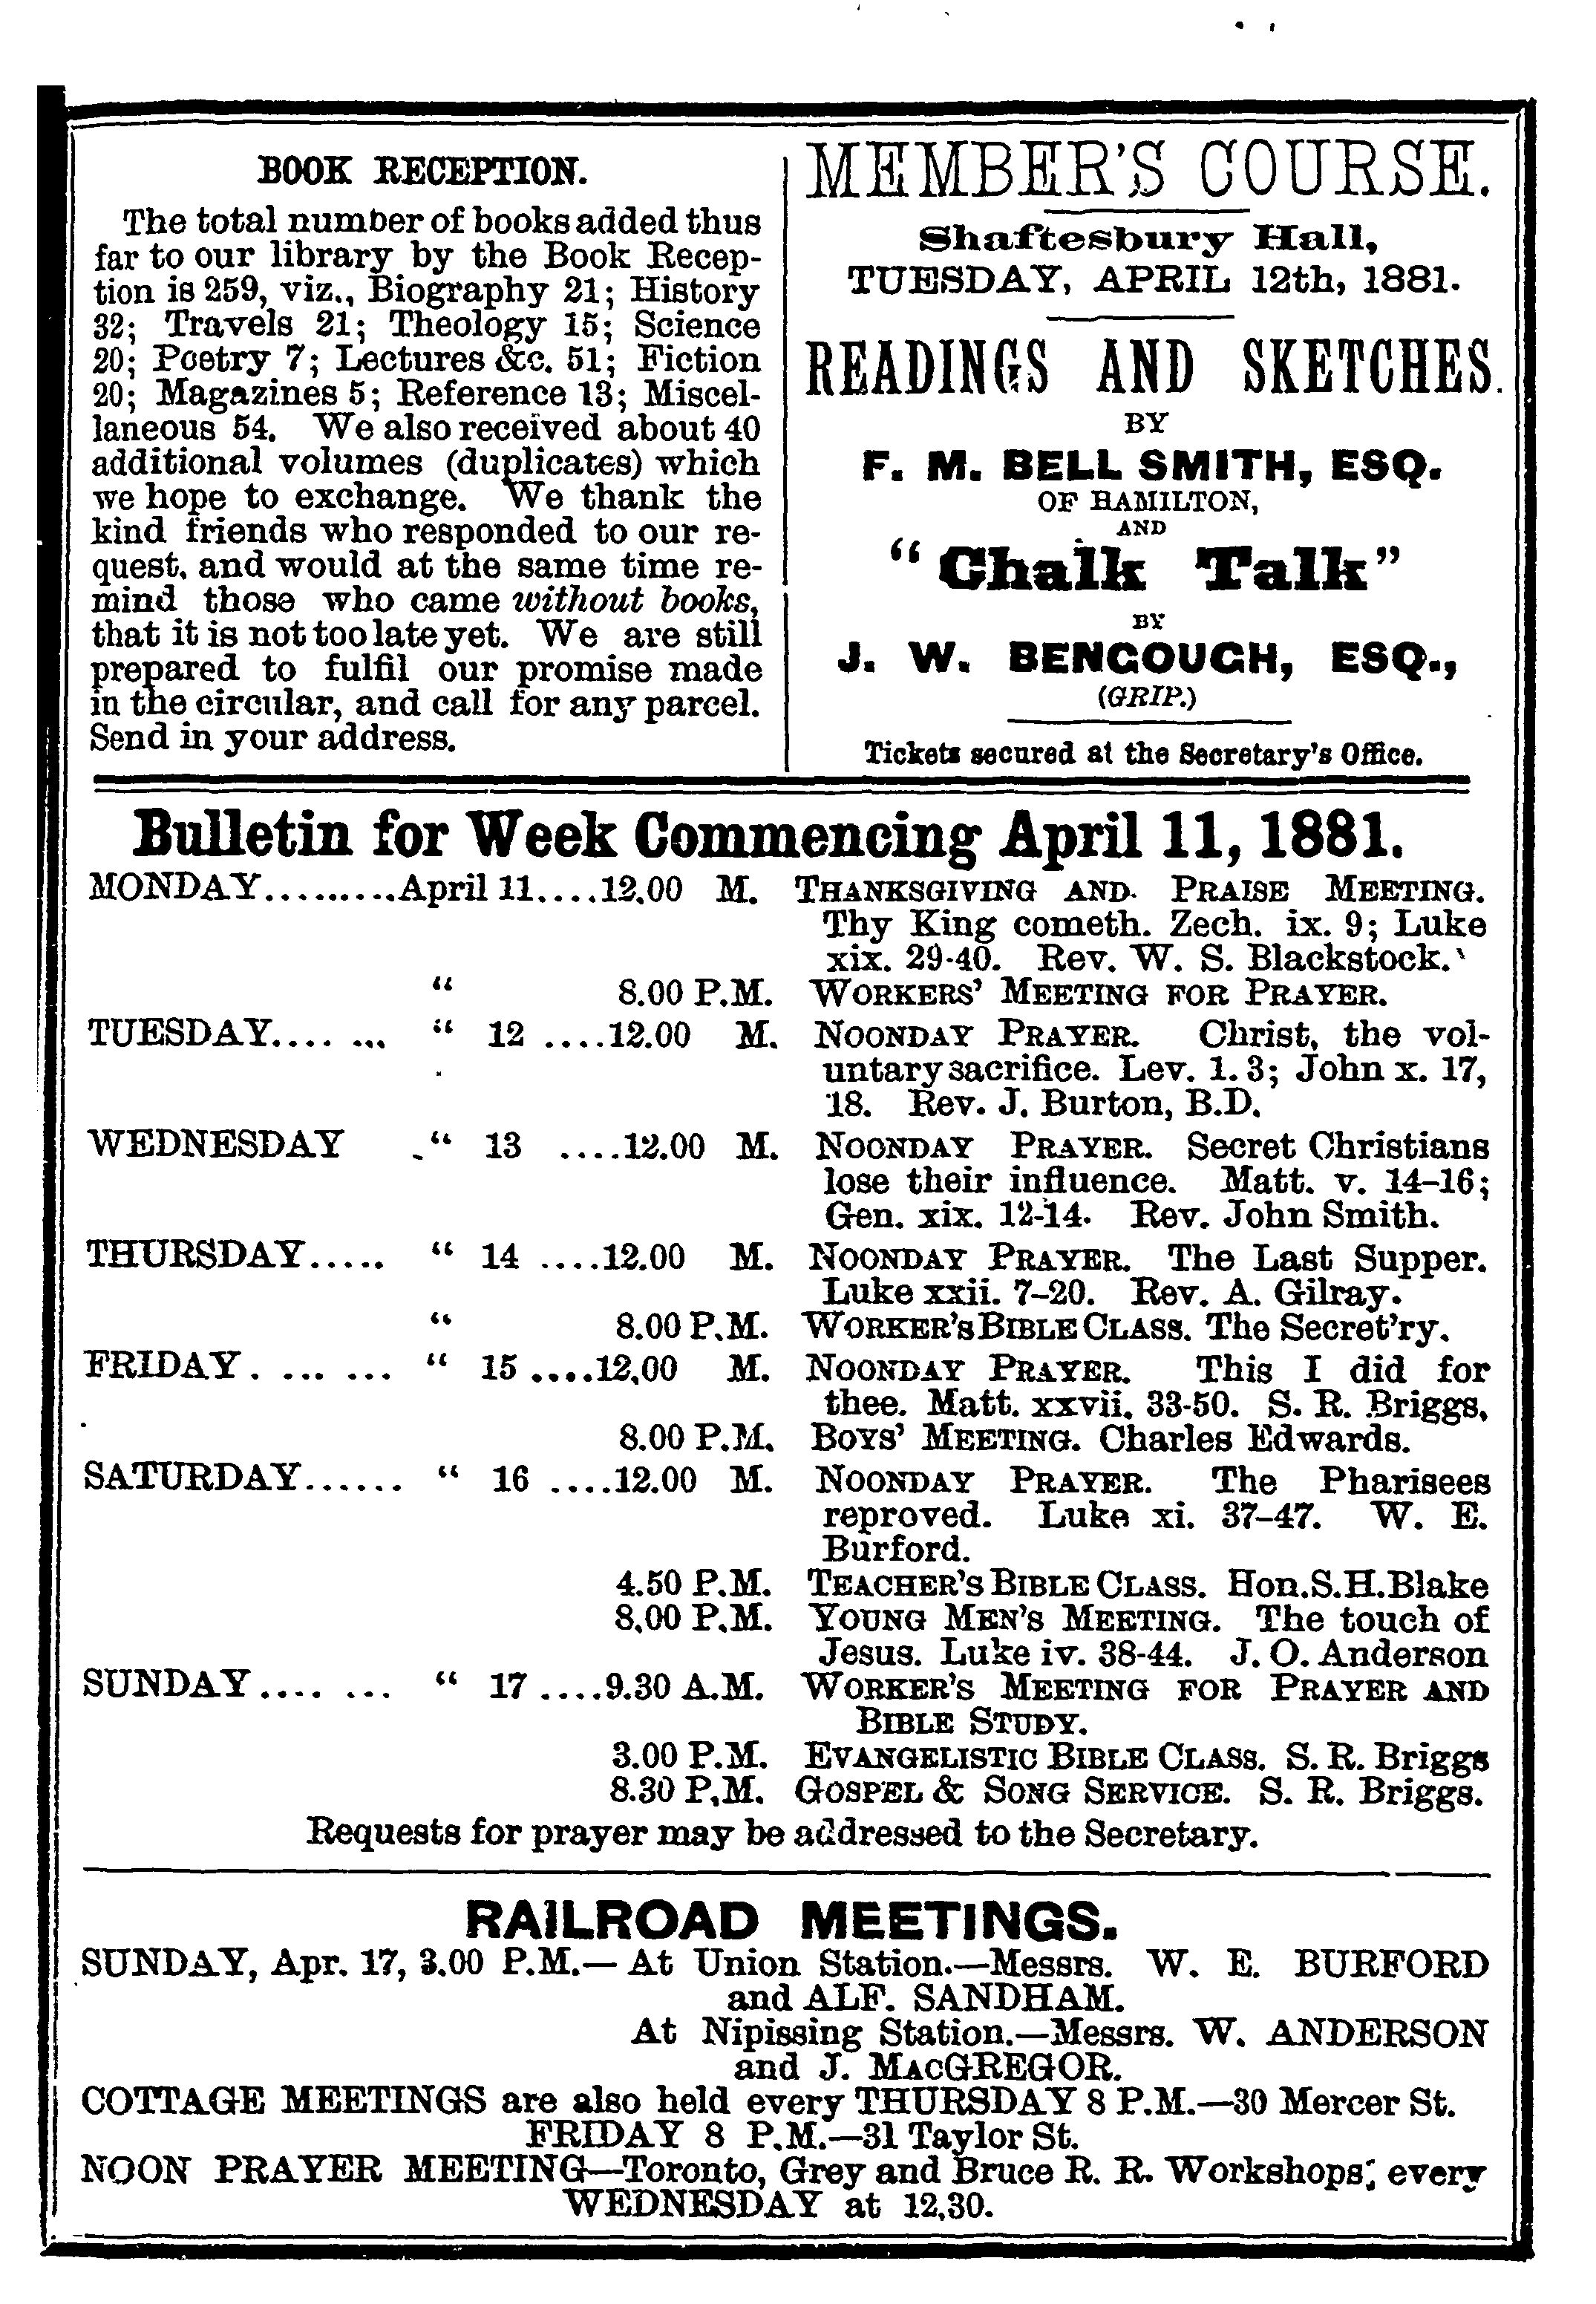 BOOK RECEPTION.
The total number of books added thus
far to our library by the Book Recep-
tion is 259, viz., Biography 21; History
32; Travels 21; Theology 15; Science
20; Poetry 7; Lectures &c. 51; Fiction
20; Magazines 5; Reference 13; Miscel-
laneous 54. We also received about 40
additional volumes (duplicates) which
we hope to exchange. We thank the
kind friends who responded to our re-
quest, and would at the same time re-
mind those who came without books,
that it is not too late yet. We are still
prepared to fulfil our promise made
in the circular, and call for any parcel.
Send in your address.
MEMBER'S COURSE.
Shaftesbury Hall,
TUESDAY, APRIL 12th, 1881.
READINGS AND SKETCHES.
BY
F. M. BELL SMITH, ESQ.
OF HAMILTON,
AND
"Chalk Talk"
BY
J. W. BENGOUGH, ESQ.,
(GRIP.)
Tickets secured at the Secretary's Office.
Bulletin for Week Commencing April 11, 1881.
MONDAY..........April 11....12.00 M. THANKSGIVING AND PRAISE MEETING.
Thy King cometh. Zech. ix. 9; Luke
xix. 29-40. Rev. W. S. Blackstock.
" 8.00 P.M. WORKERS' MEETING FOR PRAYER.
TUESDAY.... ... " 12 ....12.00 M. NOONDAY PRAYER. Christ, the vol-
untary sacrifice. Lev. 1. 3; John x. 17,
18. Rev. J. Burton, B.D.
WEDNESDAY " 13 ....12.00 M. NOONDAY PRAYER. Secret Christians
lose their influence. Matt. v. 14-16;
Gen. xix. 12-14. Rev. John Smith.
THURSDAY..... " 14 ....12.00 M. NOONDAY PRAYER. The Last Supper.
Luke xxii. 7-20. Rev. A. Gilray.
" 8.00 P.M. WORKER'S BIBLE CLASS. The Secret'ry.
FRIDAY. ... ... " 15 ....12.00 M. NOONDAY PRAYER. This I did for
thee. Matt. xxvii. 33-50. S. R. Briggs.
8.00 P.M. BOYS' MEETING. Charles Edwards.
SATURDAY...... " 16 ....12.00 M. NOONDAY PRAYER. The Pharisees
reproved. Luke xi. 37-47. W. E.
Burford.
4.50 P.M. TEACHER'S BIBLE CLASS. Hon. S. H. Blake
8.00 P.M. YOUNG MEN'S MEETING. The touch of
Jesus. Luke iv. 38-44. J. O. Anderson
SUNDAY.... ... " 17 ....9.30 A.M. WORKER'S MEETING FOR PRAYER AND
BIBLE STUDY.
3.00 P.M. EVANGELISTIC BIBLE CLASS. S. R. Briggs
8.30 P.M. GOSPEL & SONG SERVICE. S. R. Briggs.
Requests for prayer may be addressed to the Secretary.
RAILROAD MEETINGS.
SUNDAY, Apr. 17, 3.00 P.M.—At Union Station.—Messrs. W. E. BURFORD
and ALF. SANDHAM.
At Nipissing Station.—Messrs. W. ANDERSON
and J. MACGREGOR.
COTTAGE MEETINGS are also held every THURSDAY 8 P.M.—30 Mercer St.
FRIDAY 8 P.M.—31 Taylor St.
NOON PRAYER MEETING—Toronto, Grey and Bruce R. R. Workshops; every
WEDNESDAY at 12.30.